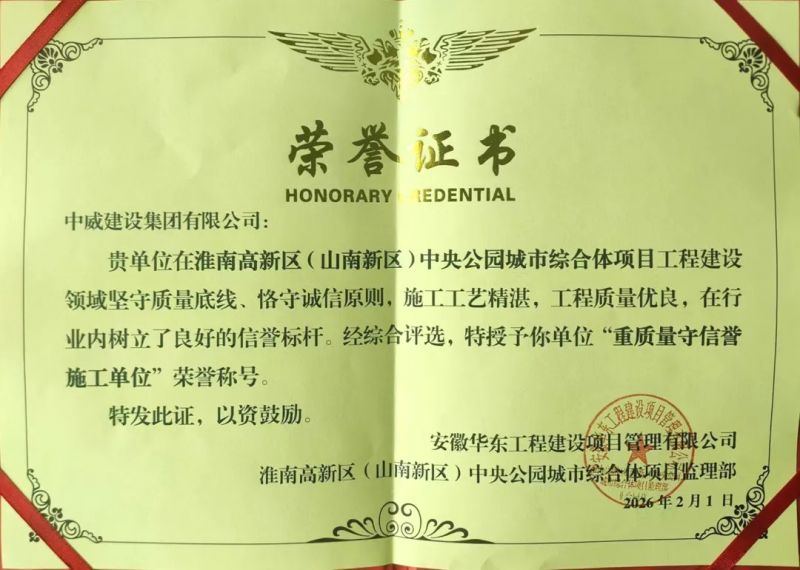 荣誉证书
HONORARY CREDENTIAL
中威建设集团有限公司：
贵单位在淮南高新区（山南新区）中央公园城市综合体项目工程建设
领域坚守质量底线、恪守诚信原则，施工工艺精湛，工程质量优良，在行
业内树立了良好的信誉标杆。经综合评选，特授予你单位“重质量守信誉
施工单位”荣誉称号。
特发此证，以资鼓励。
安徽华东工程建设项目管理有限公司
淮南高新区（山南新区）中央公园城市综合体项目监理部
2026年2月1日